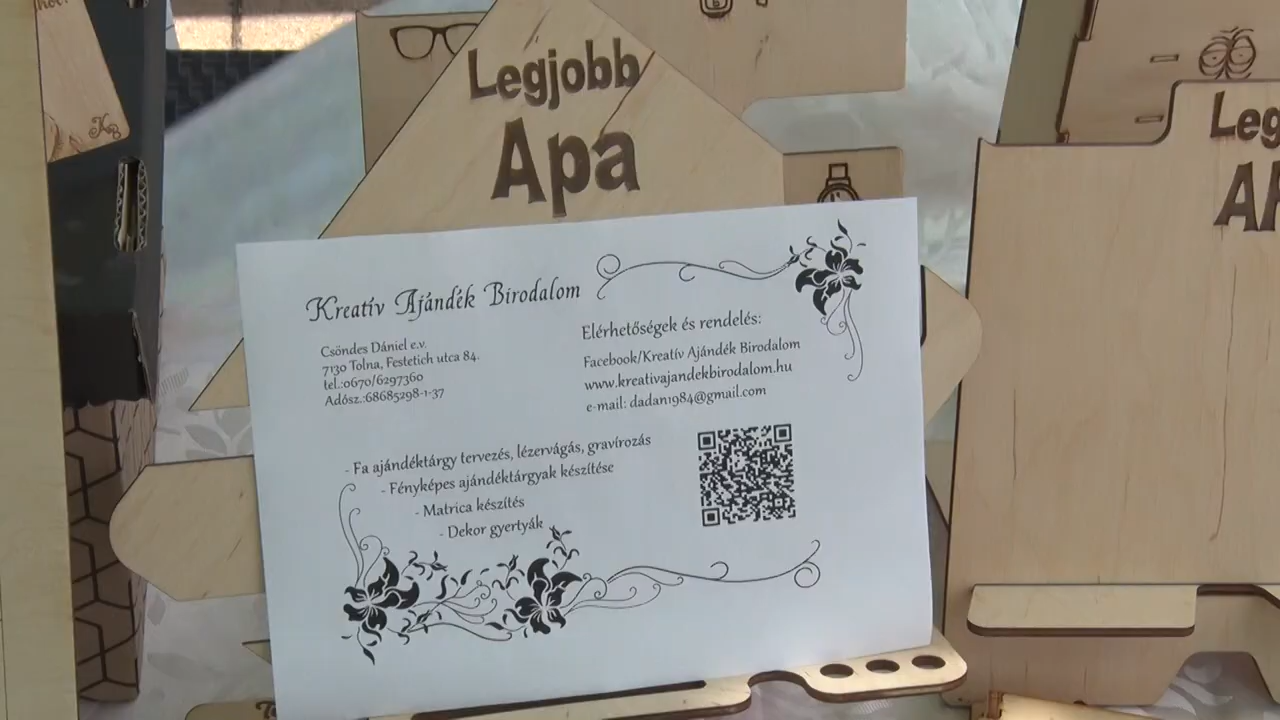 Legjobb
Apa
Leg
Kreatív Ajándék Birodalom
Csöndes Dániel e.v.
7130 Tolna, Festetich utca 84.
tel.:0670/6297360
Adósz.:68685298-1-37
Elérhetőségek és rendelés:
Facebook/Kreatív Ajándék Birodalom
www.kreativajandekbirodalom.hu
e-mail: dadan1984@gmail.com
- Fa ajándéktárgy tervezés, lézervágás, gravírozás
- Fényképes ajándéktárgyak készítése
- Matrica készítés
- Dekor gyertyák